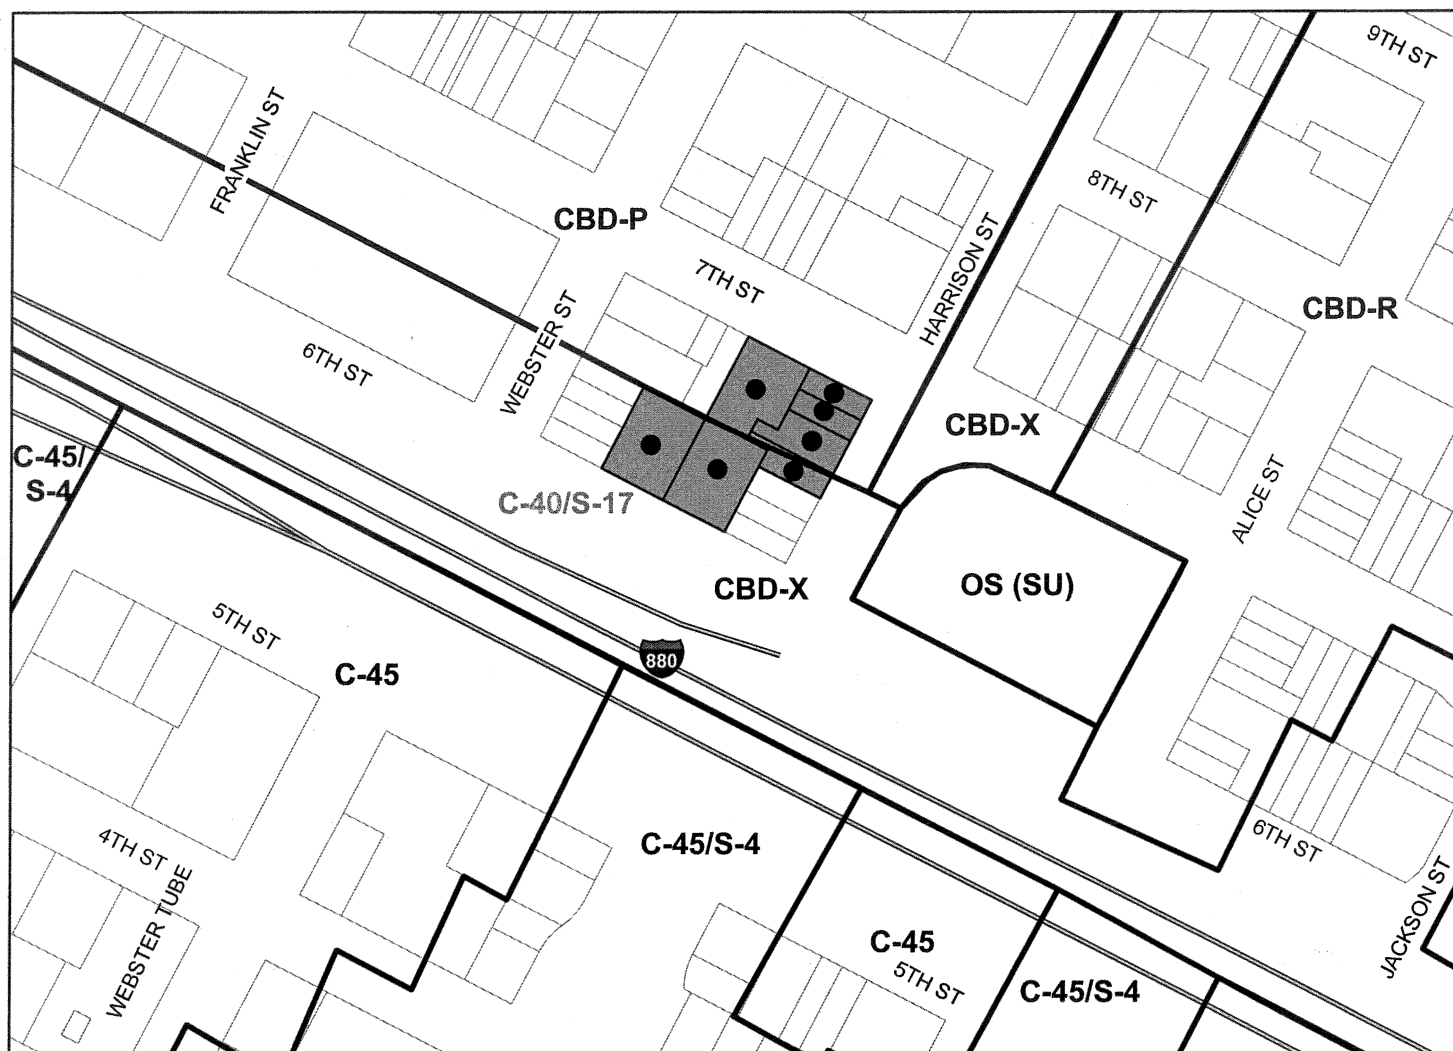 9TH ST
FRANKLIN ST
8TH ST
CBD-P
7TH ST
HARRISON ST
CBD-R
WEBSTER ST
6TH ST
CBD-X
C-45/
S-4
C-40/S-17
ALICE ST
CBD-X
OS (SU)
5TH ST
880
C-45
4TH ST
C-45/S-4
6TH ST
WEBSTER TUBE
C-45
JACKSON ST
5TH ST
C-45/S-4